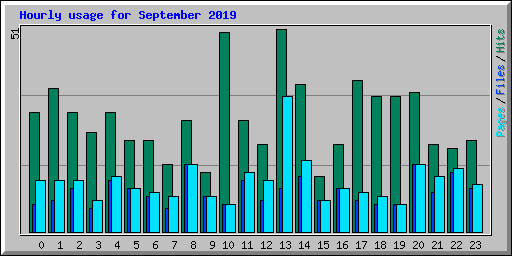 Hourly usage for September 2019
51
Pages/Files/Hits
0 1 2 3 4 5 6 7 8 9 10 11 12 13 14 15 16 17 18 19 20 21 22 23